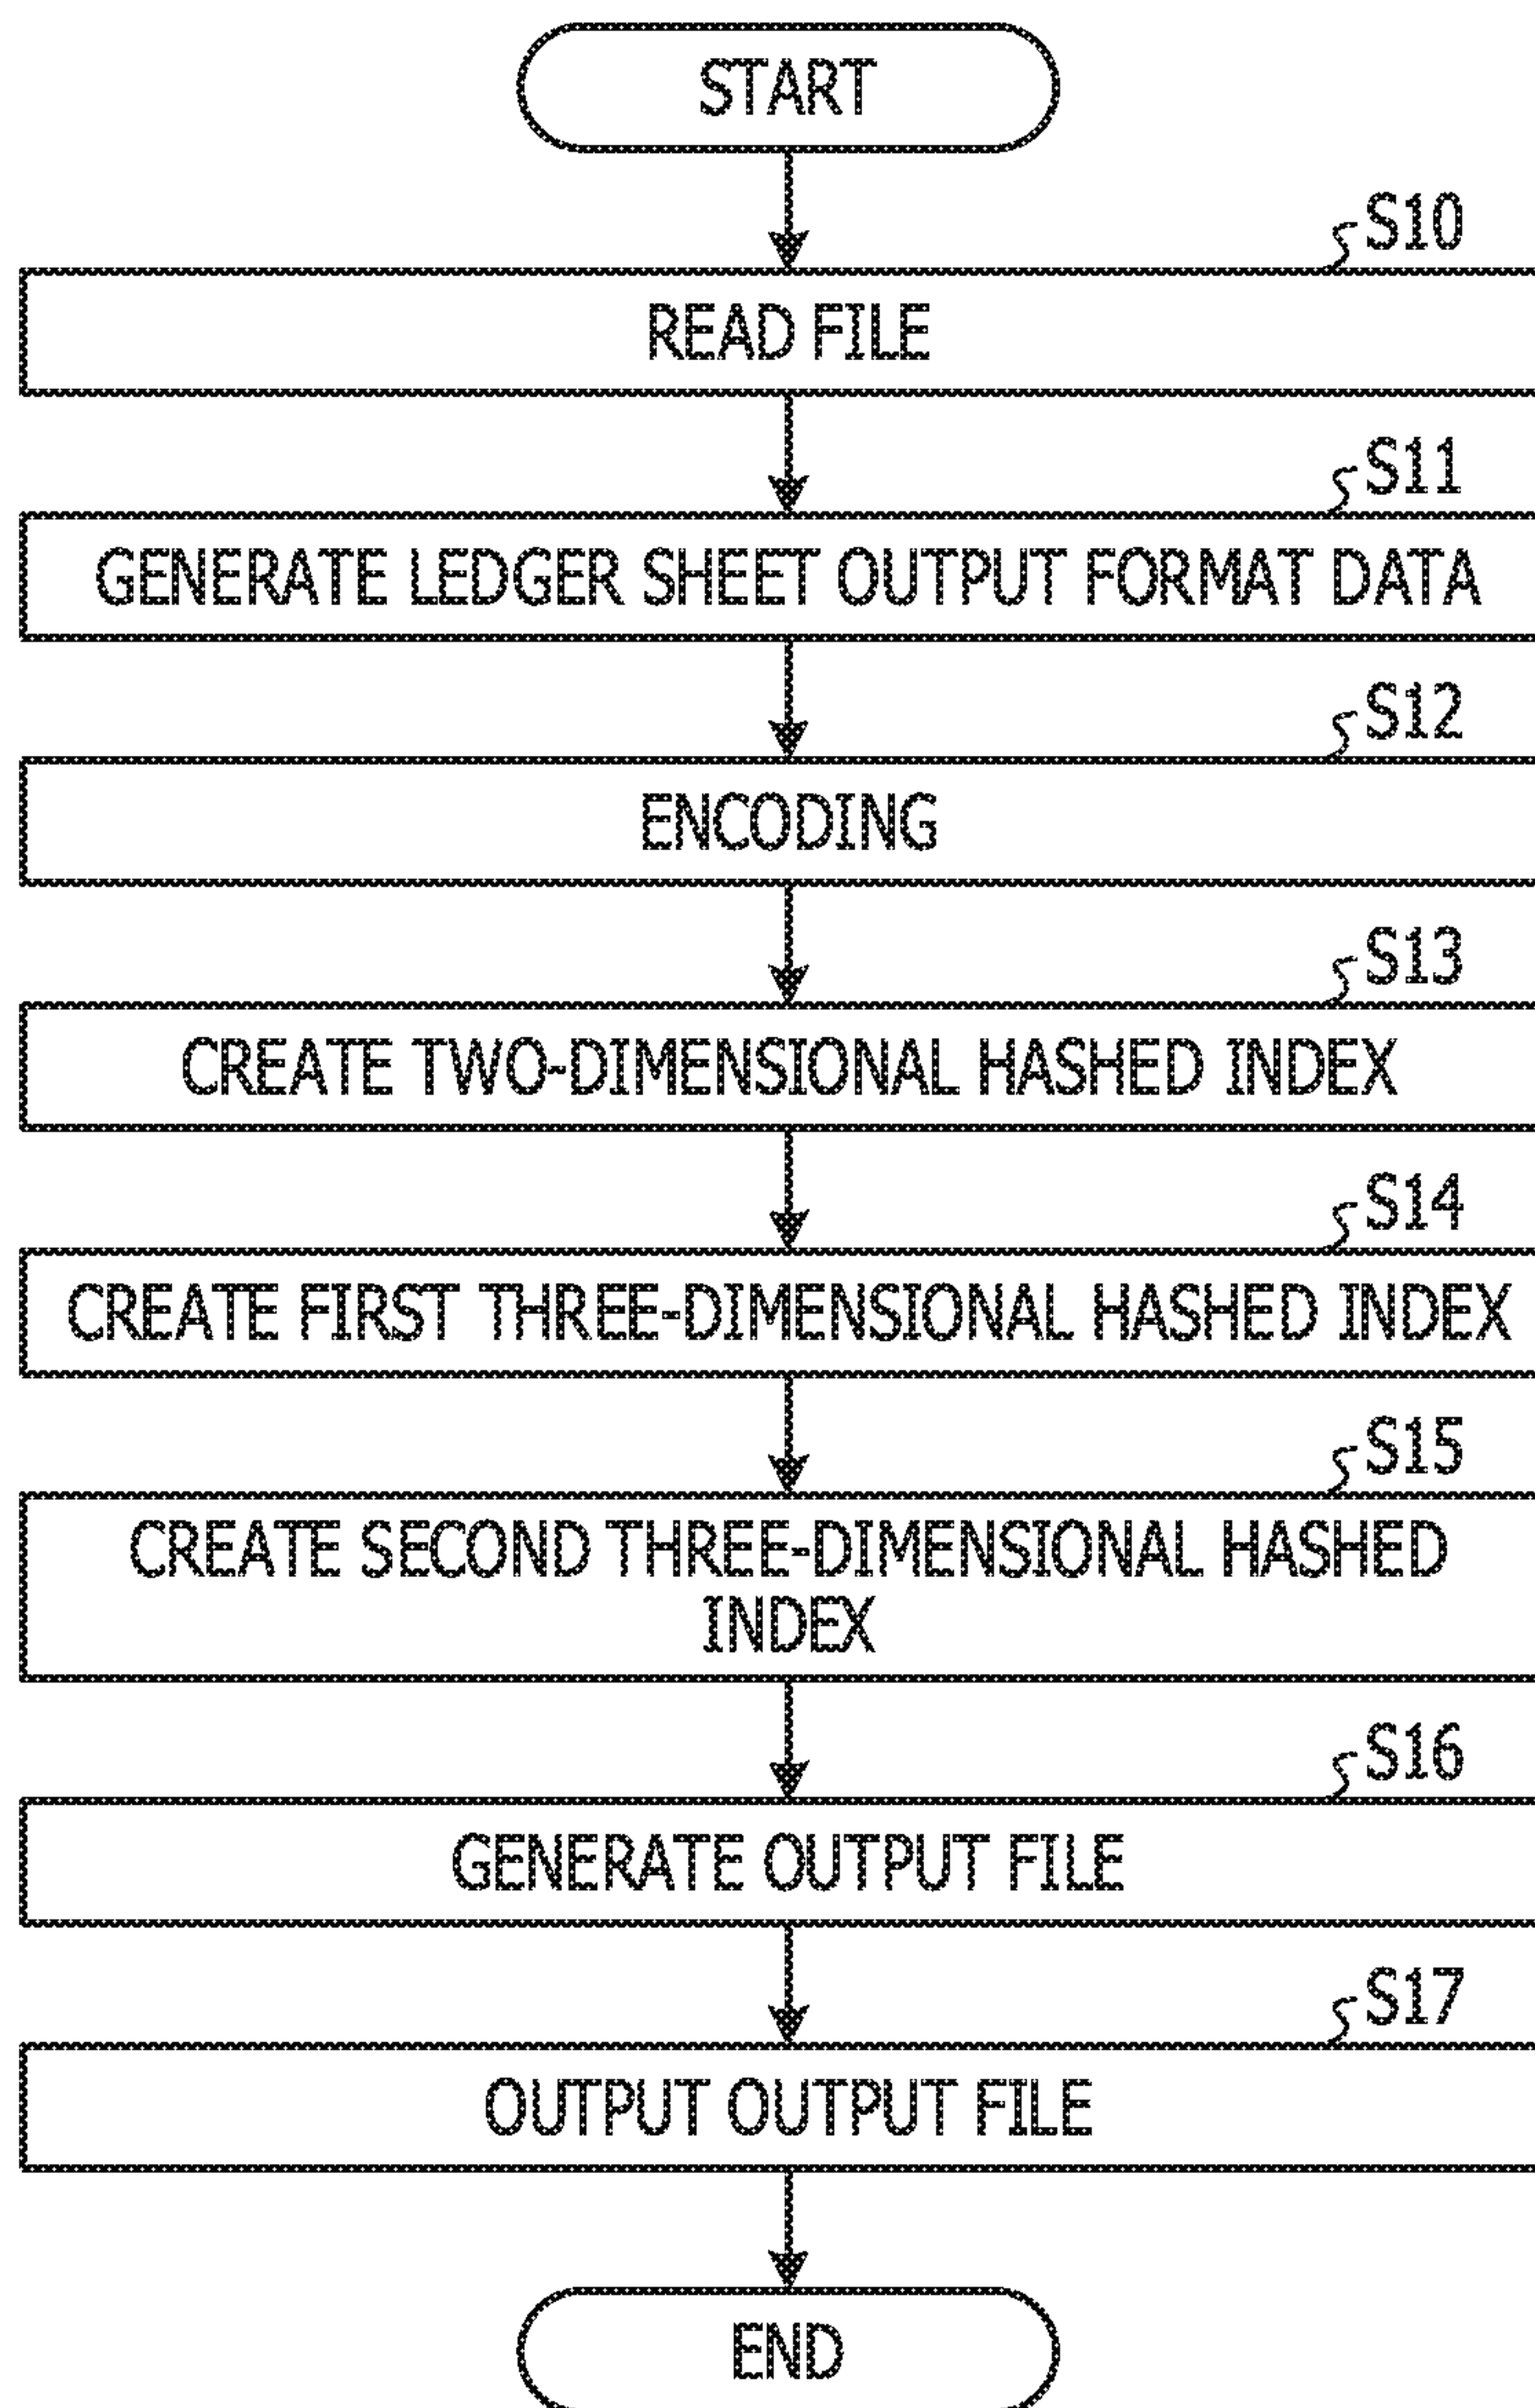 START
S10
READ FILE
S11
GENERATE LEDGER SHEET OUTPUT FORMAT DATA
S12
ENCODING
S13
CREATE TWO-DIMENSIONAL HASHED INDEX
S14
CREATE FIRST THREE-DIMENSIONAL HASHED INDEX
S15
CREATE SECOND THREE-DIMENSIONAL HASHED
INDEX
S16
GENERATE OUTPUT FILE
S17
OUTPUT OUTPUT FILE
END